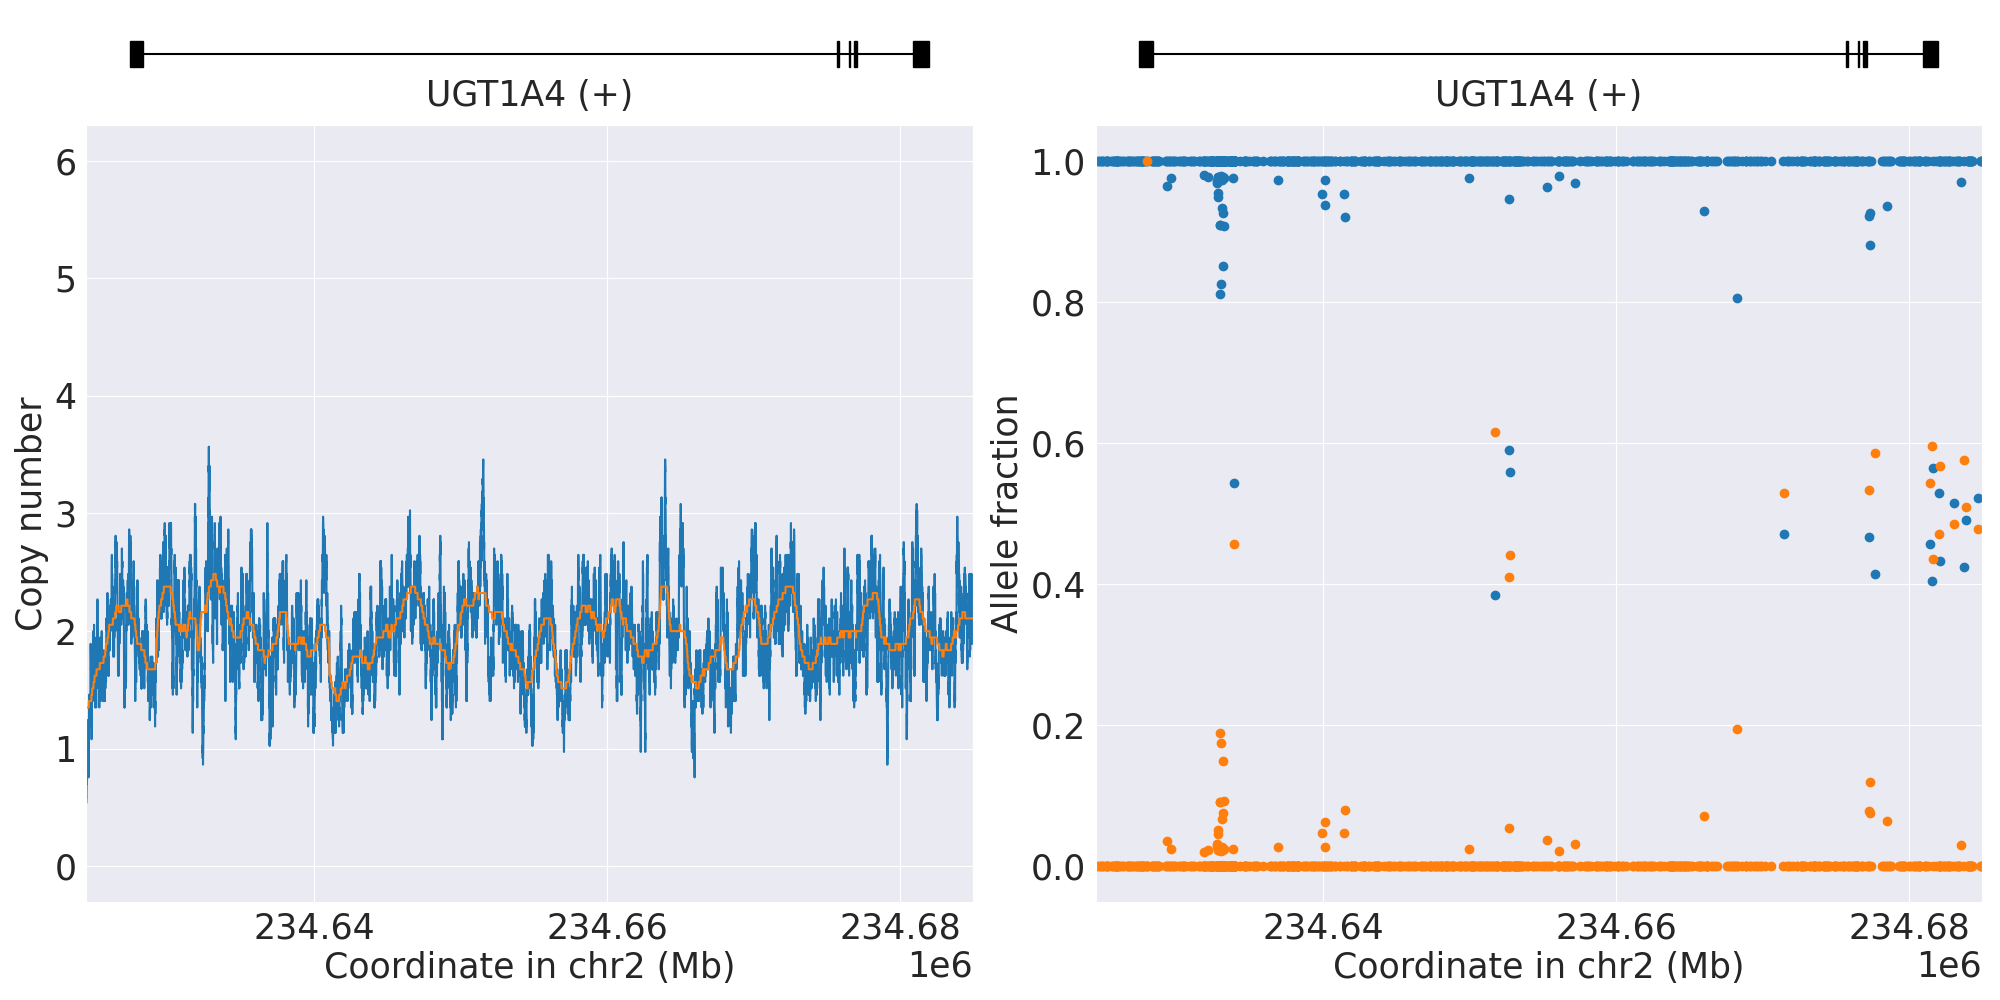 UGT1A4 (+)
6
5
4
3
2
1
0
Copy number
234.64
234.66
234.68
1e6
Coordinate in chr2 (Mb)
UGT1A4 (+)
1.0
0.8
0.6
0.4
0.2
0.0
Allele fraction
234.64
234.66
234.68
1e6
Coordinate in chr2 (Mb)